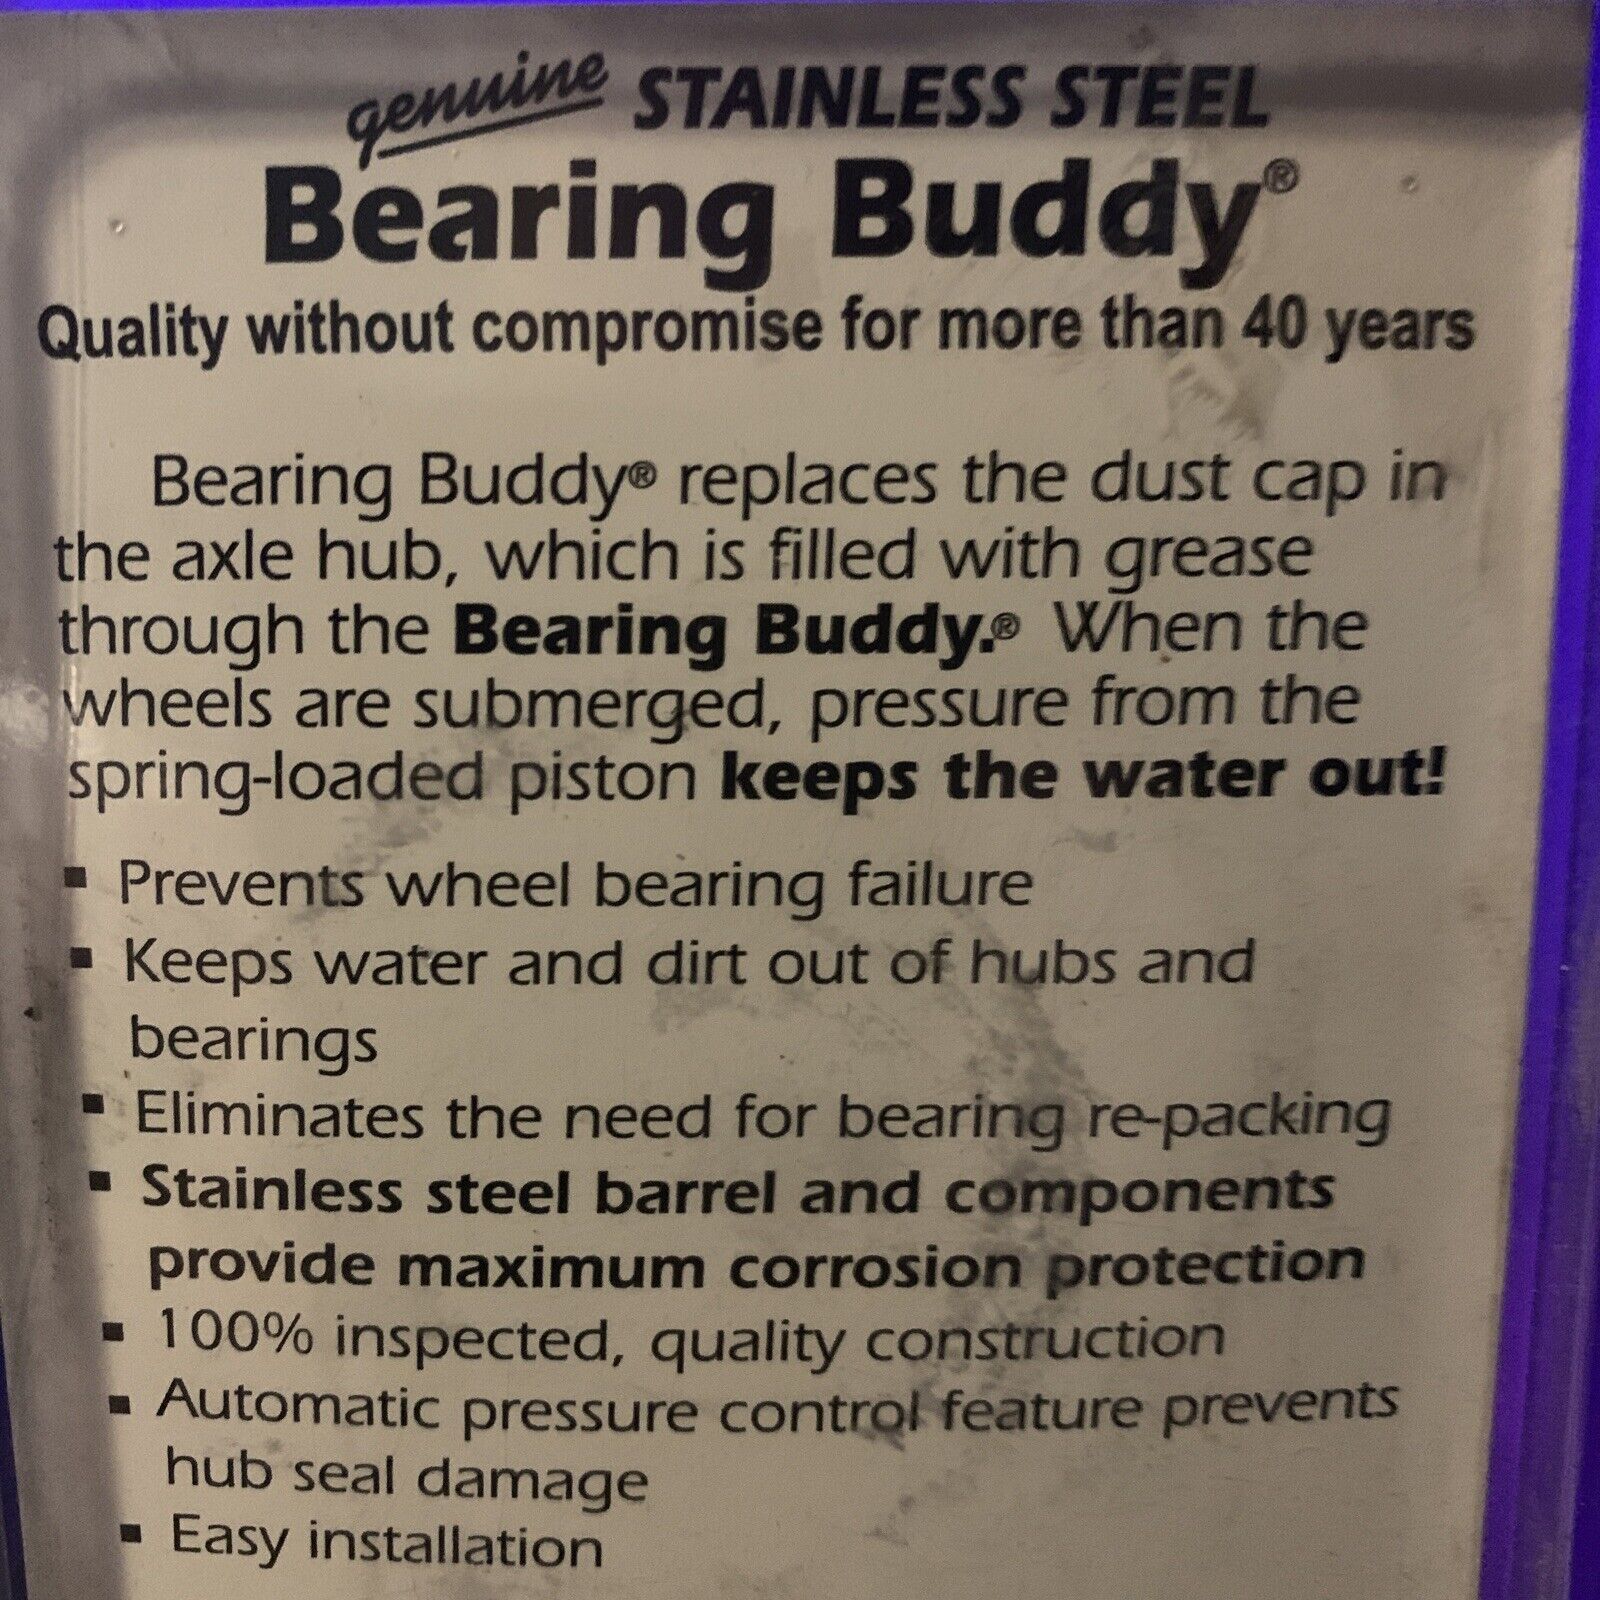 genuine STAINLESS STEEL
Bearing Buddy®
Quality without compromise for more than 40 years
Bearing Buddy® replaces the dust cap in
the axle hub, which is filled with grease
through the Bearing Buddy.® When the
wheels are submerged, pressure from the
spring-loaded piston keeps the water out!
▪ Prevents wheel bearing failure
▪ Keeps water and dirt out of hubs and
bearings
▪ Eliminates the need for bearing re-packing
▪ Stainless steel barrel and components
provide maximum corrosion protection
▪ 100% inspected, quality construction
▪ Automatic pressure control feature prevents
hub seal damage
▪ Easy installation